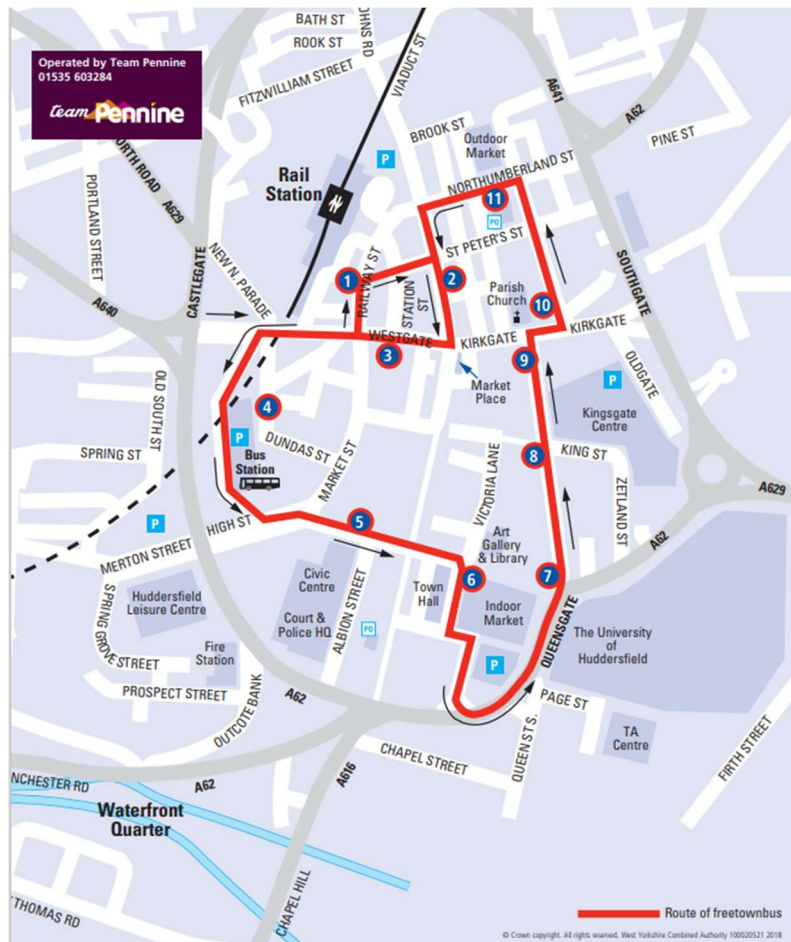 BATH ST
ROOK ST
JOHNS RD
VIADUCT ST
FITZWILLIAM STREET
Operated by Team Pennine
01535 603284
team Pennine
A641
A62
BROOK ST
Outdoor
Market
PINE ST
P
NORTHUMBERLAND ST
Rail
Station
ORTH ROAD
A629
PORTLAND STREET
11
PO
ST PETER'S ST
CASTLEGATE
NEW N. PARADE
SOUTHGATE
1
RAILWAY ST
2
STATION
ST
Parish
Church
10
A640
WESTGATE
KIRKGATE
KIRKGATE
3
9
OLDGATE
Market
Place
P
Kingsgate
Centre
OLD SOUTH ST
4
P
DUNDAS ST
Bus
Station
MARKET ST
SPRING ST
VICTORIA LANE
8
KING ST
ZETLAND ST
A629
P
HIGH ST
5
MERTON STREET
Art
Gallery
& Library
A62
Civic
Centre
6
7
Town
Hall
Huddersfield
Leisure Centre
Court &
Police HQ
ALBION STREET
Indoor
Market
PO
SPRING GROVE STREET
Fire
Station
P
QUEENSGATE
The University
of
Huddersfield
PROSPECT STREET
OUTCOTE BANK
A62
PAGE ST
TA
Centre
QUEEN ST S.
CHAPEL STREET
FIRTH STREET
NCHESTER RD
A62
A616
Waterfront
Quarter
CHAPEL HILL
THOMAS RD
Route of freetownbus
© Crown copyright. All rights reserved. West Yorkshire Combined Authority 100020521 2018